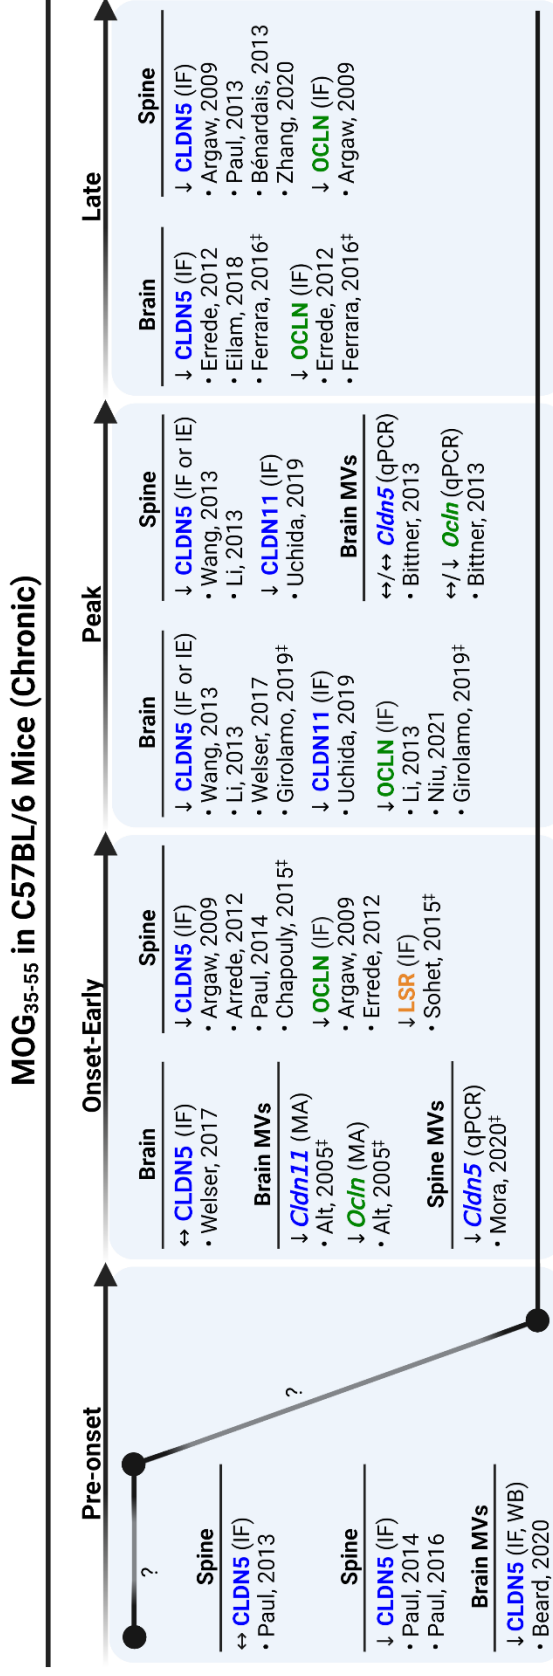 MOG35-55 in C57BL/6 Mice (Chronic)
Pre-onset
?
?
Spine
↔ CLDN5 (IF)
• Paul, 2013
Spine
↓ CLDN5 (IF)
• Paul, 2014
• Paul, 2016
Brain MVs
↓ CLDN5 (IF, WB)
• Beard, 2020
Onset-Early
Brain
↔ CLDN5 (IF)
• Welser, 2017
Brain MVs
↓ Cldn11 (MA)
• Alt, 2005‡
↓ Ocln (MA)
• Alt, 2005‡
Spine MVs
↓ Cldn5 (qPCR)
• Mora, 2020‡
Spine
↓ CLDN5 (IF)
• Argaw, 2009
• Arrede, 2012
• Paul, 2014
• Chapouly, 2015‡
↓ OCLN (IF)
• Argaw, 2009
• Errede, 2012
↓ LSR (IF)
• Sohet, 2015‡
Peak
Brain
↓ CLDN5 (IF or IE)
• Wang, 2013
• Li, 2013
• Welser, 2017
• Girolamo, 2019‡
↓ CLDN11 (IF)
• Uchida, 2019
↓ OCLN (IF)
• Li, 2013
• Niu, 2021
• Girolamo, 2019‡
Spine
↓ CLDN5 (IF or IE)
• Wang, 2013
• Li, 2013
↓ CLDN11 (IF)
• Uchida, 2019
Brain MVs
↔/↔ Cldn5 (qPCR)
• Bittner, 2013
↔/↓ Ocln (qPCR)
• Bittner, 2013
Late
Brain
↓ CLDN5 (IF)
• Errede, 2012
• Eilam, 2018
• Ferrara, 2016‡
↓ OCLN (IF)
• Errede, 2012
• Ferrara, 2016‡
Spine
↓ CLDN5 (IF)
• Argaw, 2009
• Paul, 2013
• Bénardais, 2013
• Zhang, 2020
↓ OCLN (IF)
• Argaw, 2009